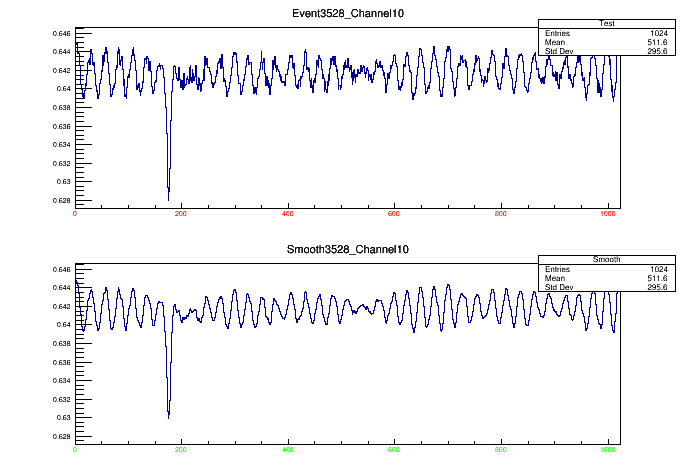 Event3528_Channel10
Test
Entries 1024
Mean 511.6
Std Dev 295.6
0.646
0.644
0.642
0.64
0.638
0.636
0.634
0.632
0.63
0.628
0 200 400 600 800 1000
Smooth3528_Channel10
Smooth
Entries 1024
Mean 511.6
Std Dev 295.6
0.646
0.644
0.642
0.64
0.638
0.636
0.634
0.632
0.63
0.628
0 200 400 600 800 1000